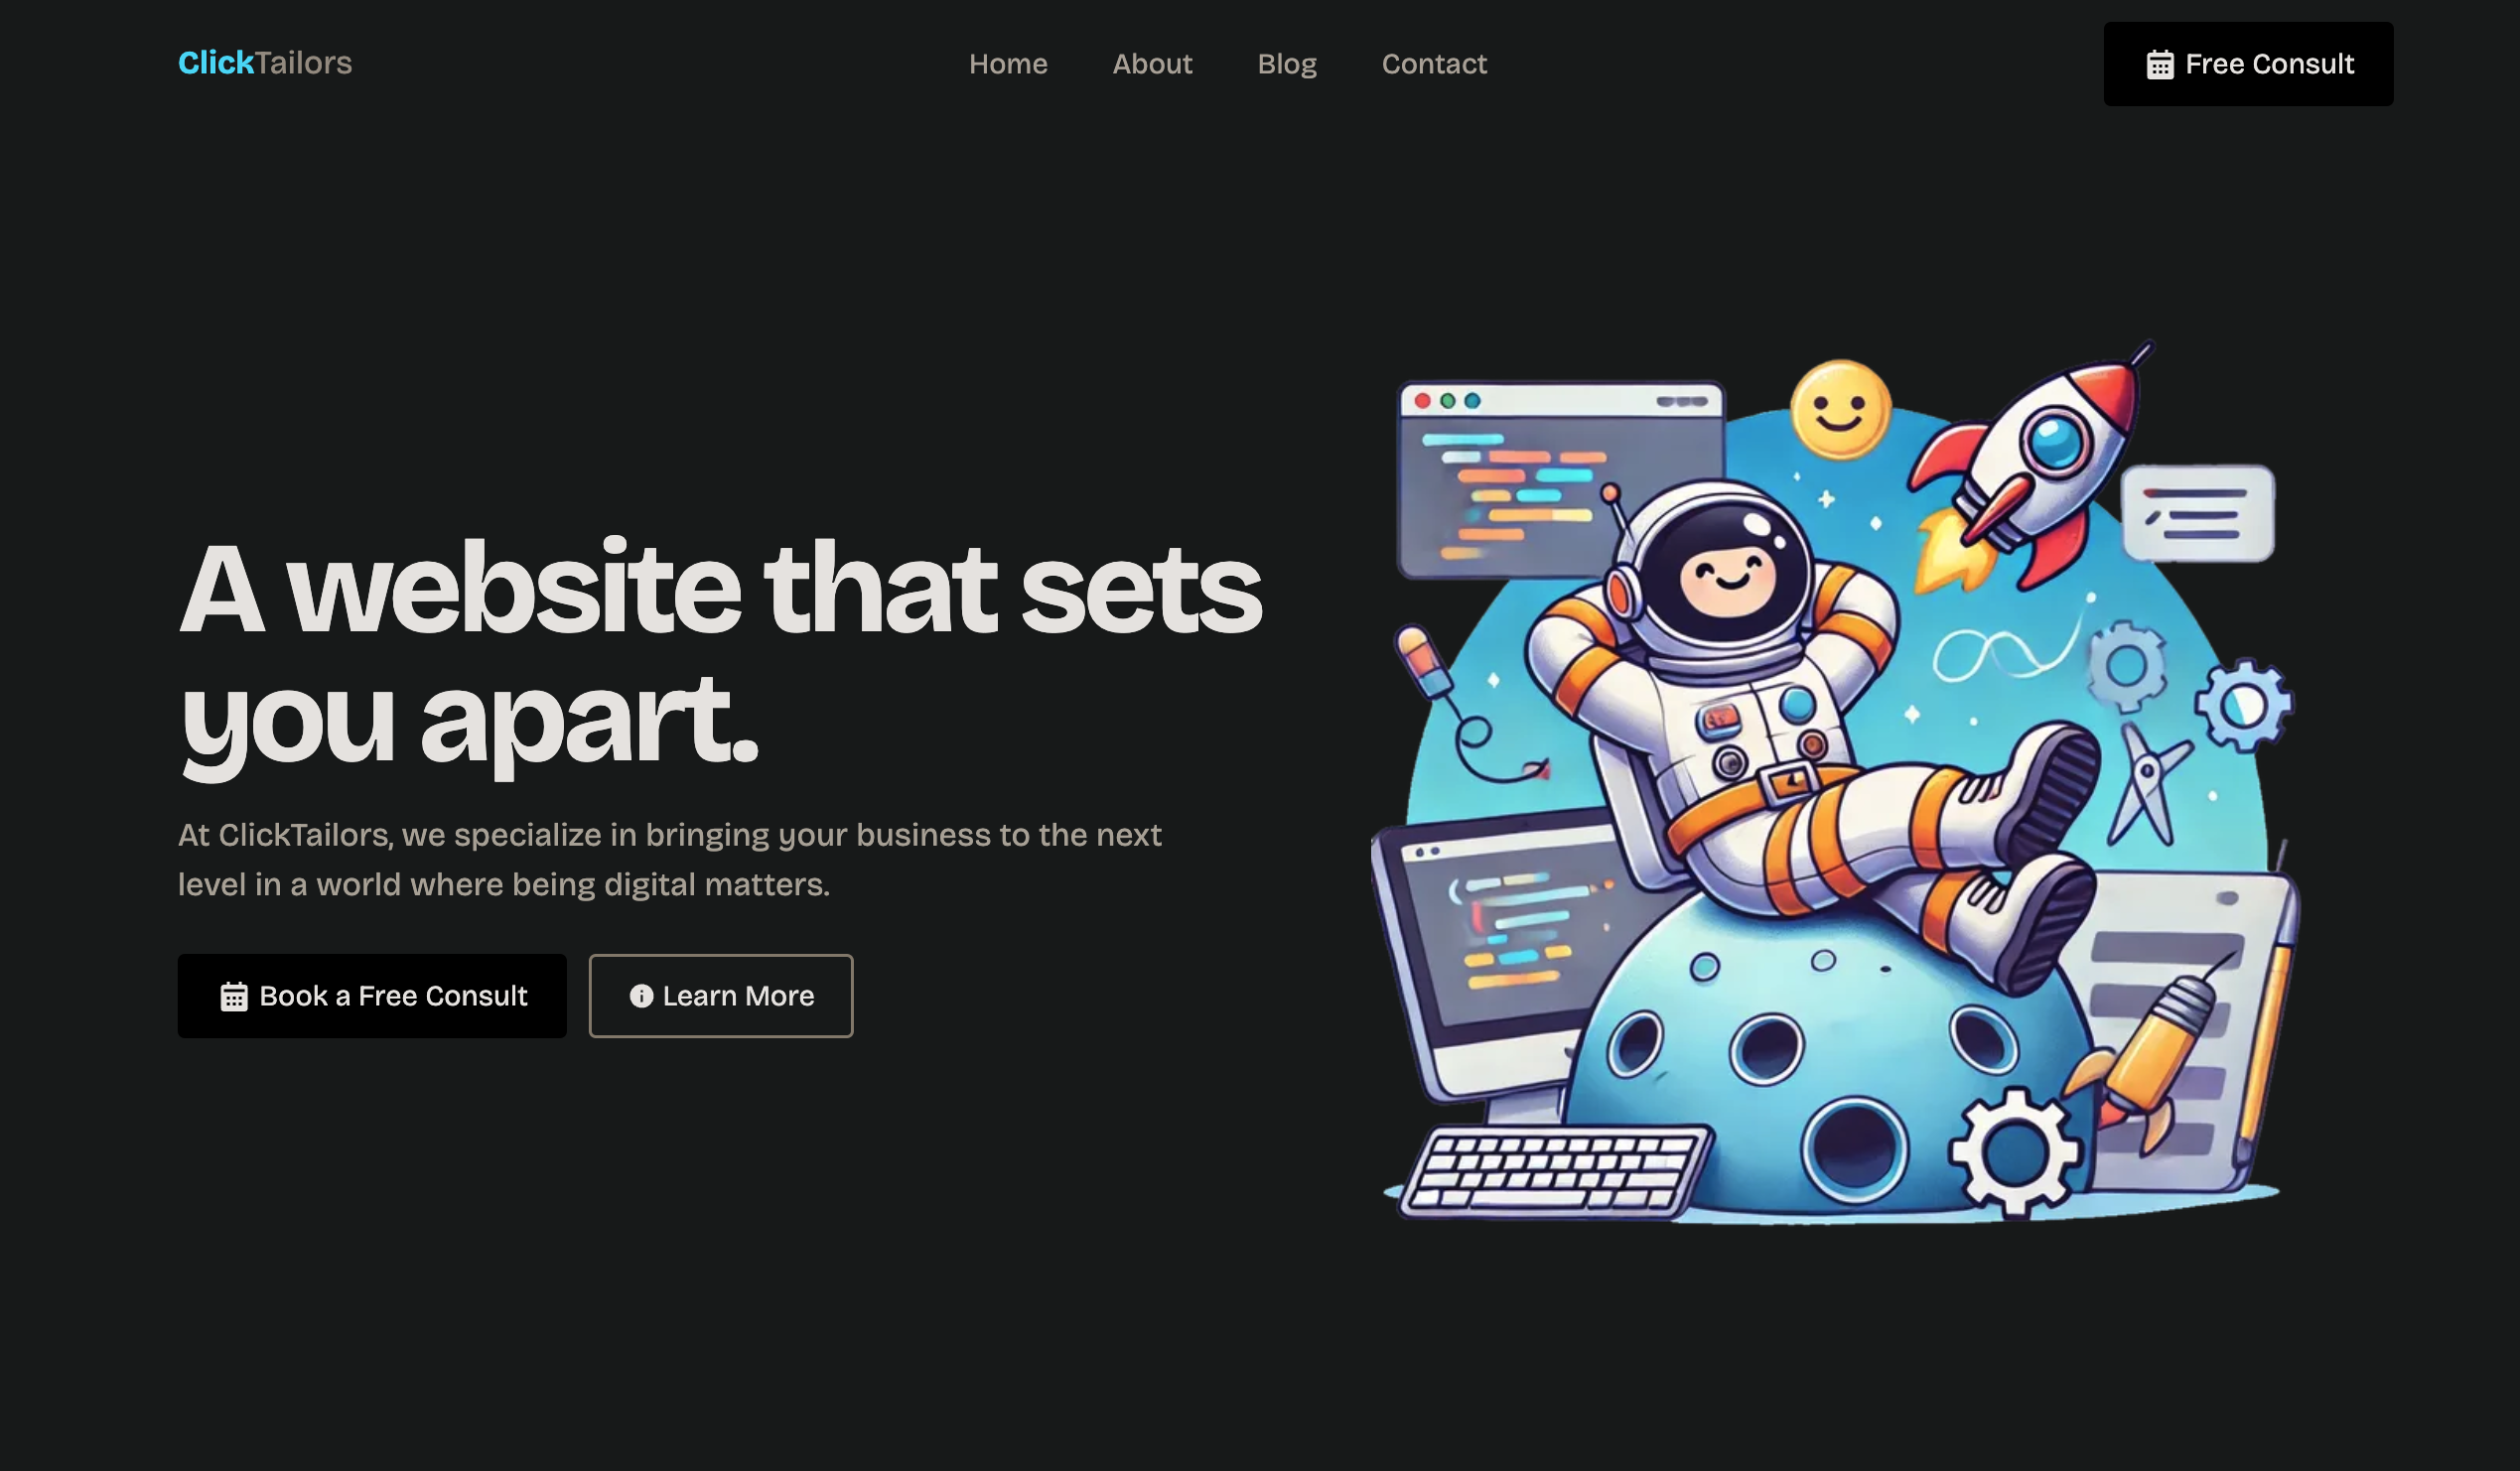 ClickTailors
Home
About
Blog
Contact
Free Consult
A website that sets
you apart.
At ClickTailors, we specialize in bringing your business to the next
level in a world where being digital matters.
Book a Free Consult
Learn More